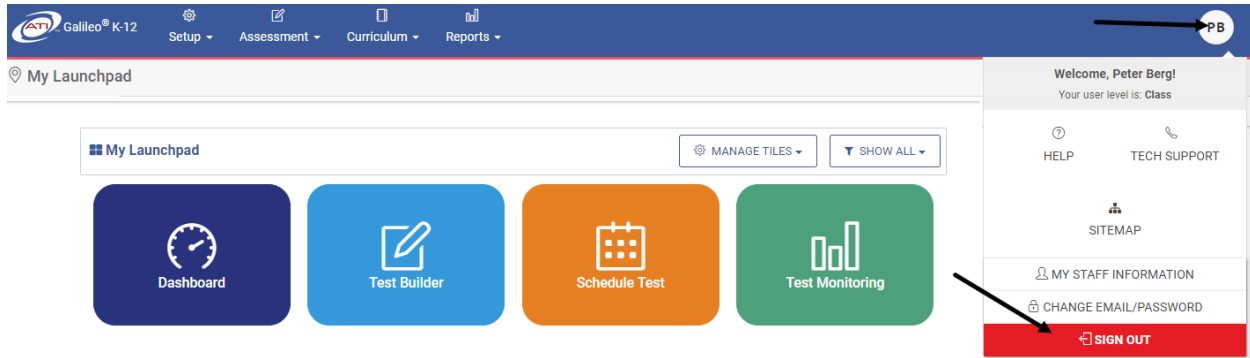 ATI Galileo® K-12
Setup
Assessment
Curriculum
Reports
PB
My Launchpad
Welcome, Peter Berg!
Your user level is: Class
My Launchpad
MANAGE TILES
SHOW ALL
HELP
TECH SUPPORT
SITEMAP
Dashboard
Test Builder
Schedule Test
Test Monitoring
MY STAFF INFORMATION
CHANGE EMAIL/PASSWORD
SIGN OUT